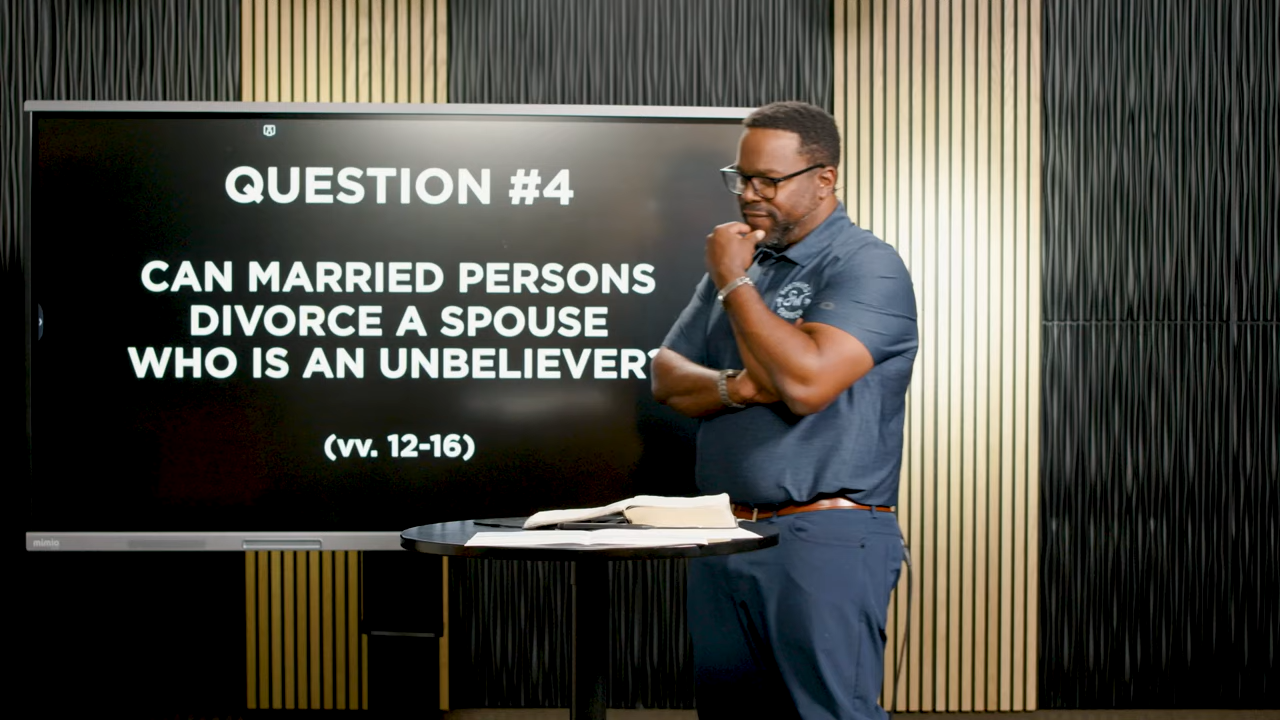 QUESTION #4
CAN MARRIED PERSONS
DIVORCE A SPOUSE
WHO IS AN UNBELIEVER?
(vv. 12-16)
mimio